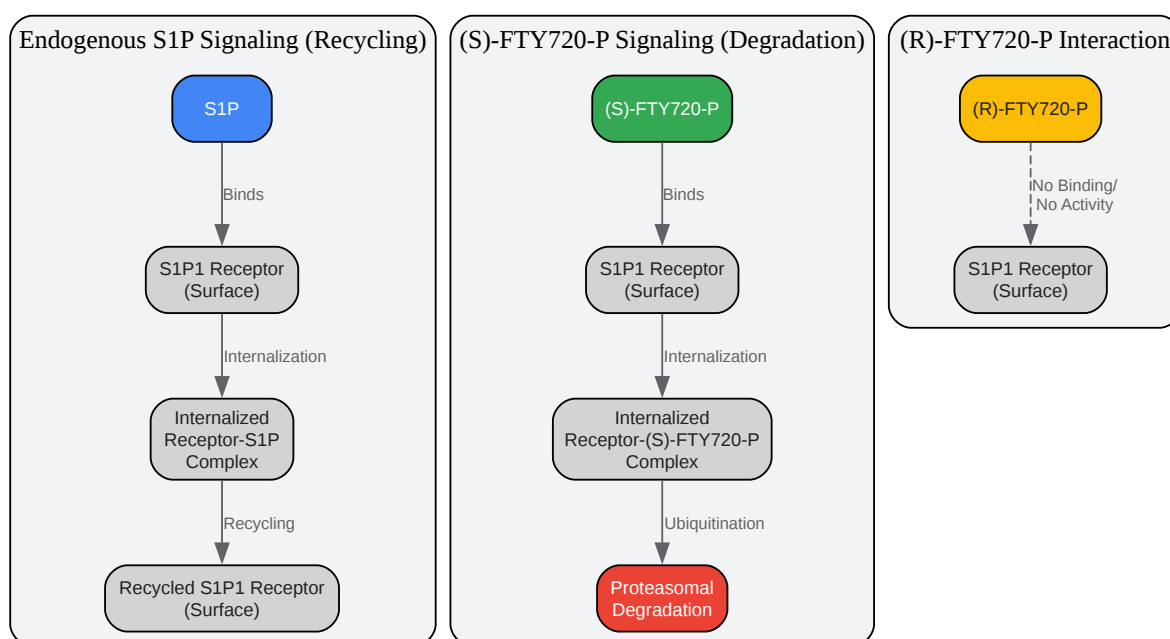 Endogenous S1P Signaling (Recycling)
S1P
Binds
S1P1 Receptor
(Surface)
Internalization
Internalized
Receptor-S1P
Complex
Recycling
Recycled S1P1 Receptor
(Surface)
(S)-FTY720-P Signaling (Degradation)
(S)-FTY720-P
Binds
S1P1 Receptor
(Surface)
Internalization
Internalized
Receptor-(S)-FTY720-P
Complex
Ubiquitination
Proteasomal
Degradation
(R)-FTY720-P Interaction
(R)-FTY720-P
No Binding/
No Activity
S1P1 Receptor
(Surface)